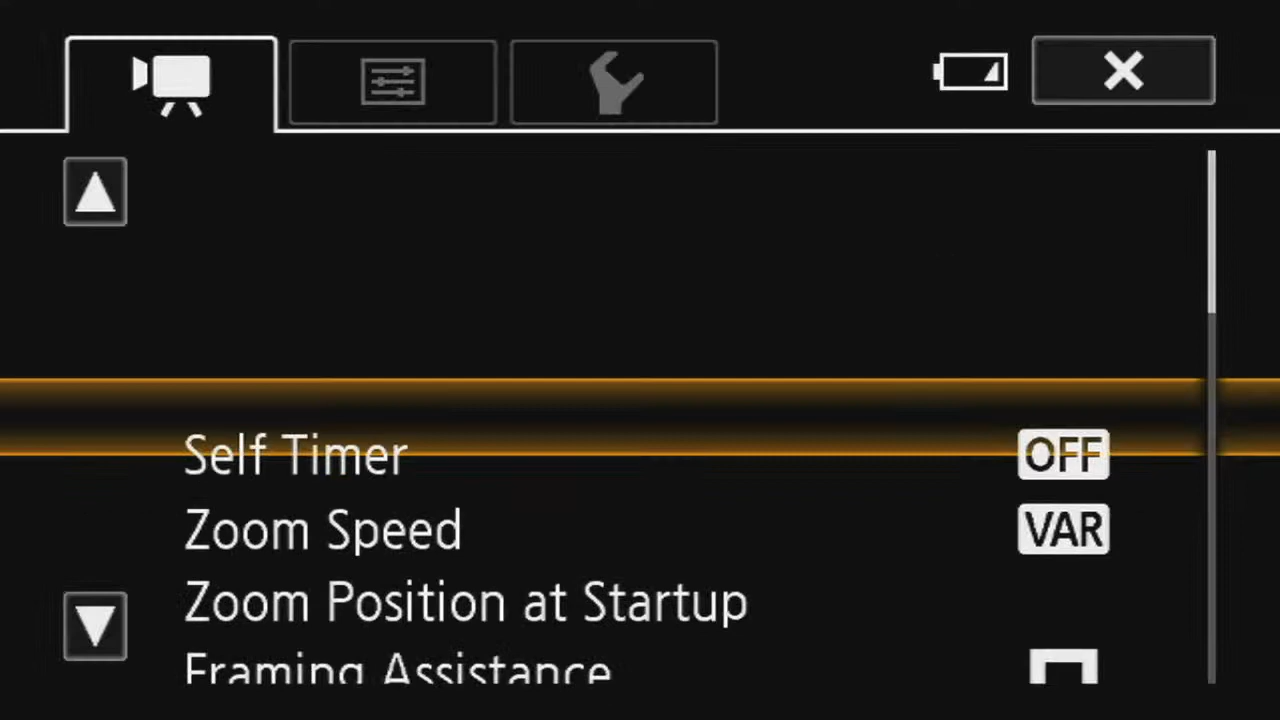 Self Timer OFF
Zoom Speed VAR
Zoom Position at Startup
Framing Assistance